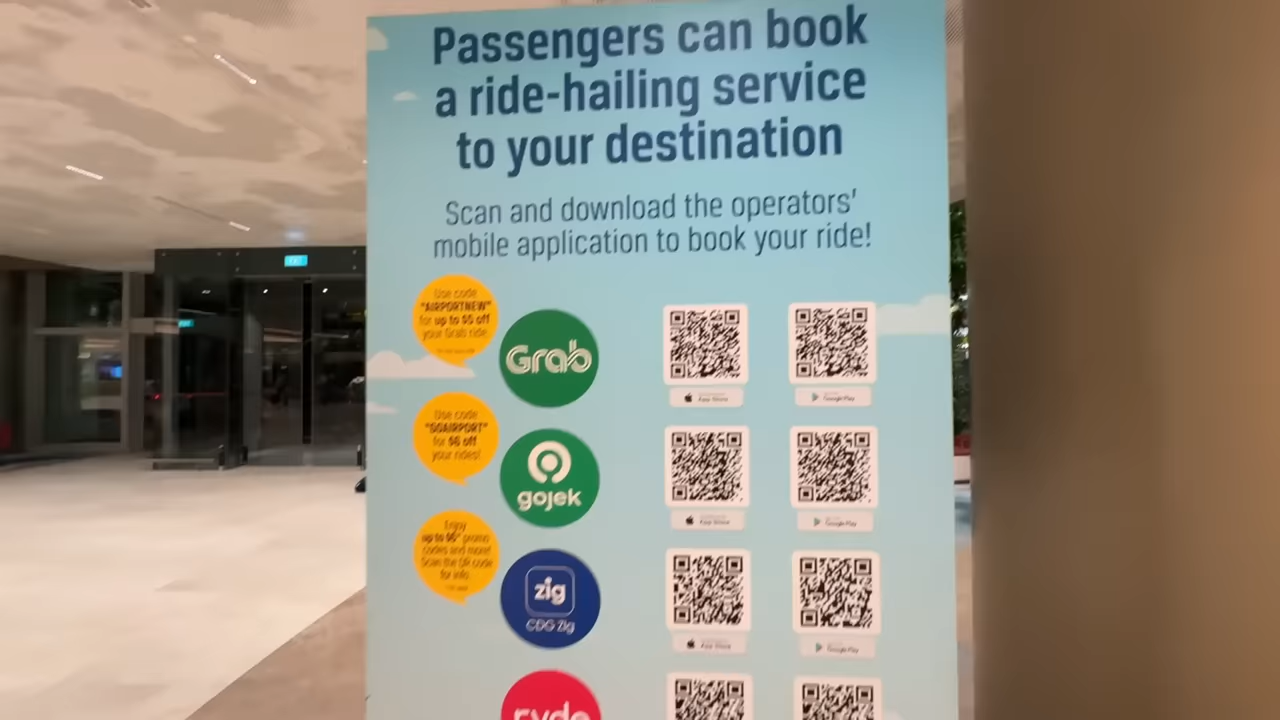 Passengers can book
a ride-hailing service
to your destination
Scan and download the operators'
mobile application to book your ride!
Use code
"AIRPORTNEW"
for up to $5 off
your Grab ride
Grab
App Store
Google Play
Use code
for $6 off
your rides!
gojek
App Store
Google Play
Enjoy
up to $6* promo
codes and more!
Scan the QR code
for info.
zig
CDG Zig
App Store
Google Play
ryde